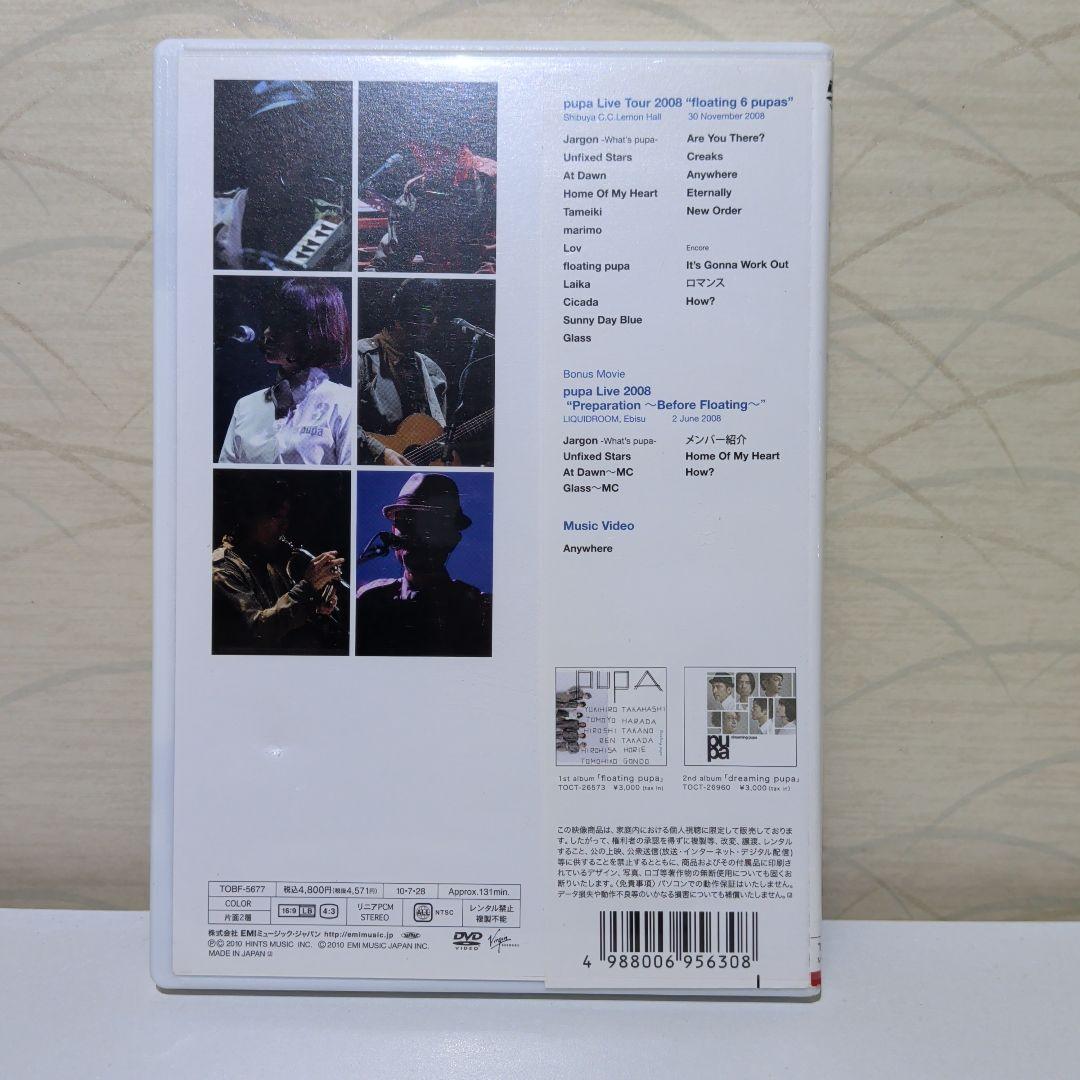 pupa Live Tour 2008 “floating 6 pupas”
Shibuya C.C.Lemon Hall 30 November 2008
Jargon -What's pupa-
Unfixed Stars
At Dawn
Home Of My Heart
Tameiki
marimo
Lov
floating pupa
Laika
Cicada
Sunny Day Blue
Glass
Are You There?
Creaks
Anywhere
Eternally
New Order
Encore
It's Gonna Work Out
ロマンス
How?
Bonus Movie
pupa Live 2008
“Preparation ～Before Floating～”
LIQUIDROOM, Ebisu 2 June 2008
Jargon -What's pupa-
Unfixed Stars
At Dawn～MC
Glass～MC
メンバー紹介
Home Of My Heart
How?
Music Video
Anywhere
pupa
PUPA
YUKIHIRO TAKAHASHI
TOMOYO HARADA
HIROSHI TAKANO
REN TAKADA
HIROHISA HORIE
TOMOHIKO GONDO
floating pupa
1st album「floating pupa」
TOCT-26573 ¥3,000 (tax in)
pu
pa
dreaming pupa
2nd album「dreaming pupa」
TOCT-26960 ¥3,000 (tax in)
この映像商品は、家庭内における個人視聴に限定して販売しておりま
す。したがって、権利者の承認を得ずに複製等、改変、譲渡、レンタル
すること、公の上映、公衆送信(放送・インターネット・デジタル配信)
等に供することを禁止するとともに、商品およびその付属品に印刷さ
れているデザイン、写真、ロゴ等著作物の無断使用についても固くお
断りいたします。〈免責事項〉パソコンでの動作保証はいたしません。
データ損失や動作不良等のいかなる損害についても補償いたしません。②
4 988006 956308
TOBF-5677 税込4,800円(税抜4,571円) 10・7・28 Approx.131min.
COLOR
片面2層
16:9 LB 4:3
リニアPCM
STEREO
ALL NTSC
レンタル禁止
複製不能
株式会社 EMIミュージック・ジャパン http://emimusic.jp
ⓅⒸ 2010 HINTS MUSIC INC. Ⓒ2010 EMI MUSIC JAPAN INC.
MADE IN JAPAN ②
DVD
VIDEO
Virgin
RECORDS